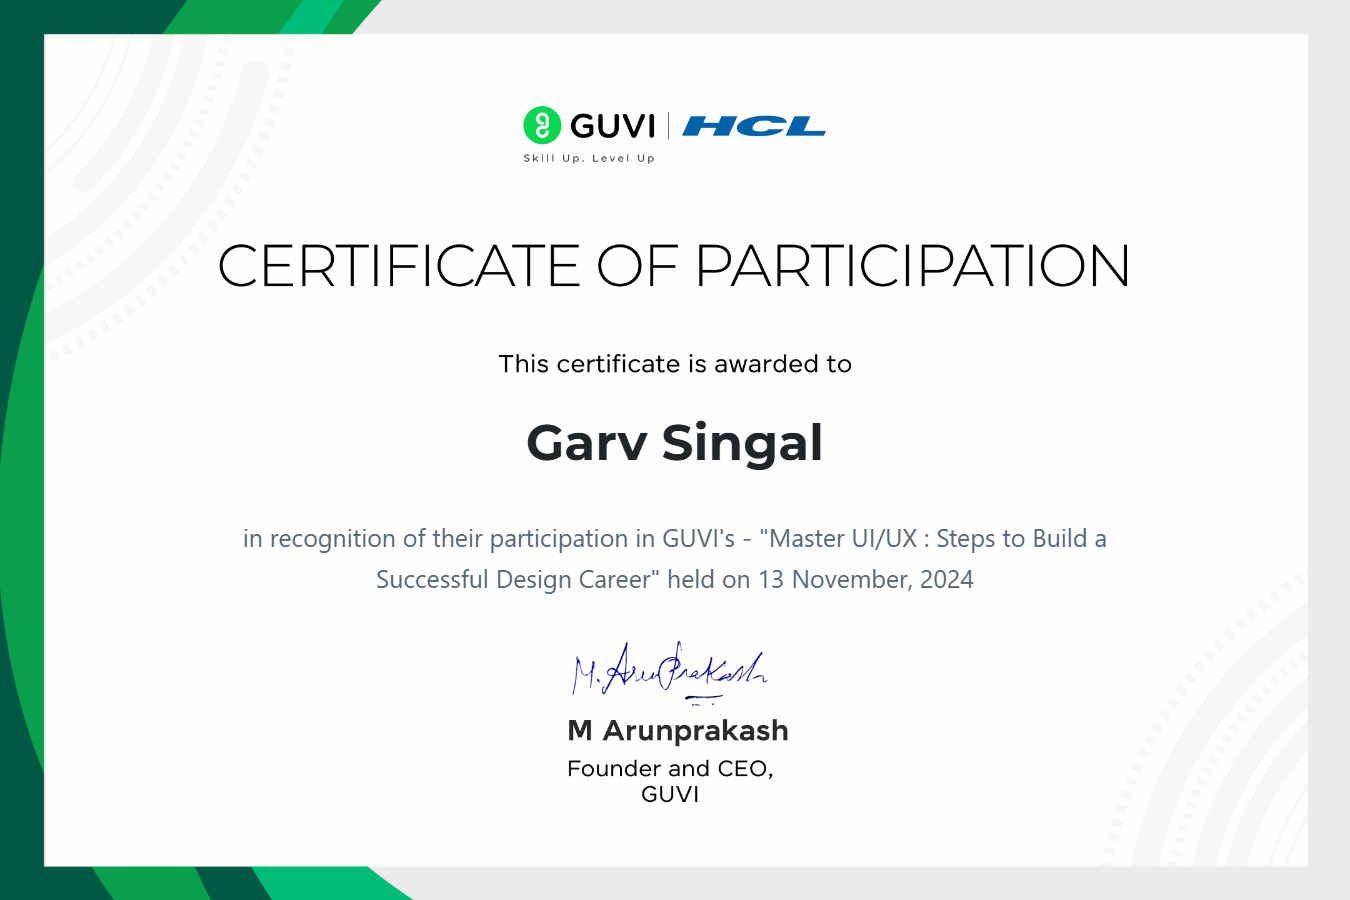 GUVI | HCL
Skill Up. Level Up
CERTIFICATE OF PARTICIPATION
This certificate is awarded to
Garv Singal
in recognition of their participation in GUVI's - "Master UI/UX : Steps to Build a
Successful Design Career" held on 13 November, 2024
M. Arunprakash
M Arunprakash
Founder and CEO,
GUVI